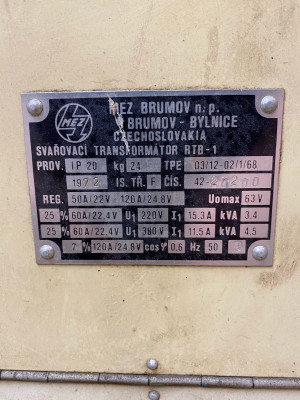 MEZ
MEZ BRUMOV n.p.
BRUMOV - BYLNICE
CZECHOSLOVAKIA
SVAŘOVACÍ TRANSFORMÁTOR RTB-1
PROV. IP 20 kg 24 TPE 03/12-02/1/68
1972 IS. TŘ. F ČÍS. 42-
REG. 50A/22V - 120A/24,8V Uomax 63 V
25 % 60A/22,4V U1 220V I1 15,3A kVA 3.4
25 % 60A/22,4V U1 380V I1 11,5A kVA 4.5
7 % 120A/24.8V cosφ 0.6 Hz 50